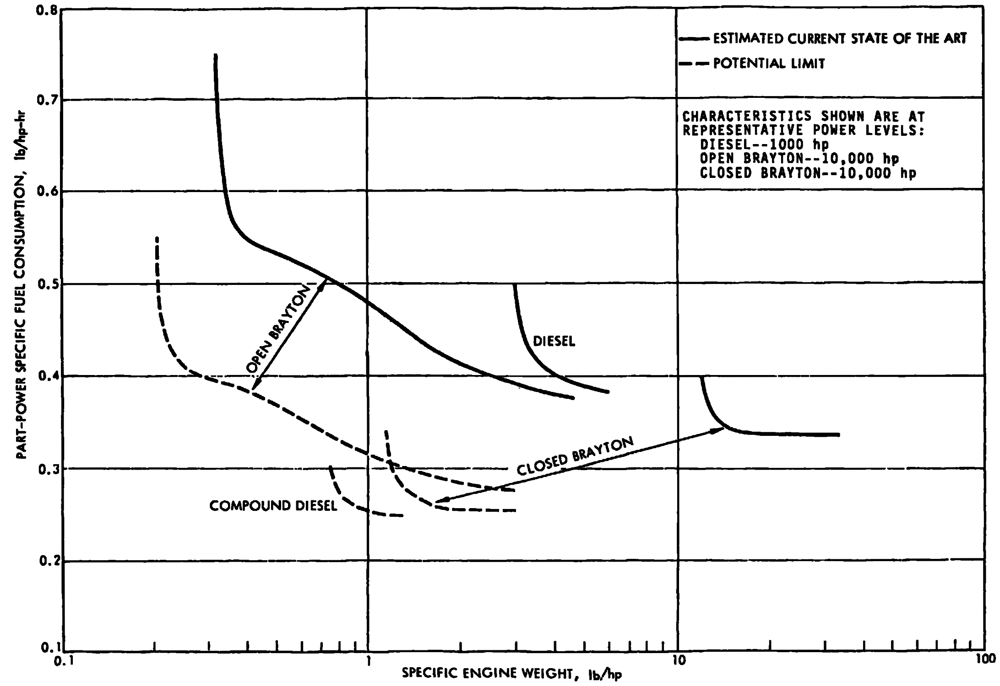 0.8
0.7
0.6
0.5
0.4
0.3
0.2
0.1
PART-POWER SPECIFIC FUEL CONSUMPTION, lb/hp-hr
ESTIMATED CURRENT STATE OF THE ART
POTENTIAL LIMIT
CHARACTERISTICS SHOWN ARE AT
REPRESENTATIVE POWER LEVELS:
DIESEL--1000 hp
OPEN BRAYTON--10,000 hp
CLOSED BRAYTON--10,000 hp
OPEN BRAYTON
DIESEL
CLOSED BRAYTON
COMPOUND DIESEL
0.1
1
10
100
SPECIFIC ENGINE WEIGHT, lb/hp